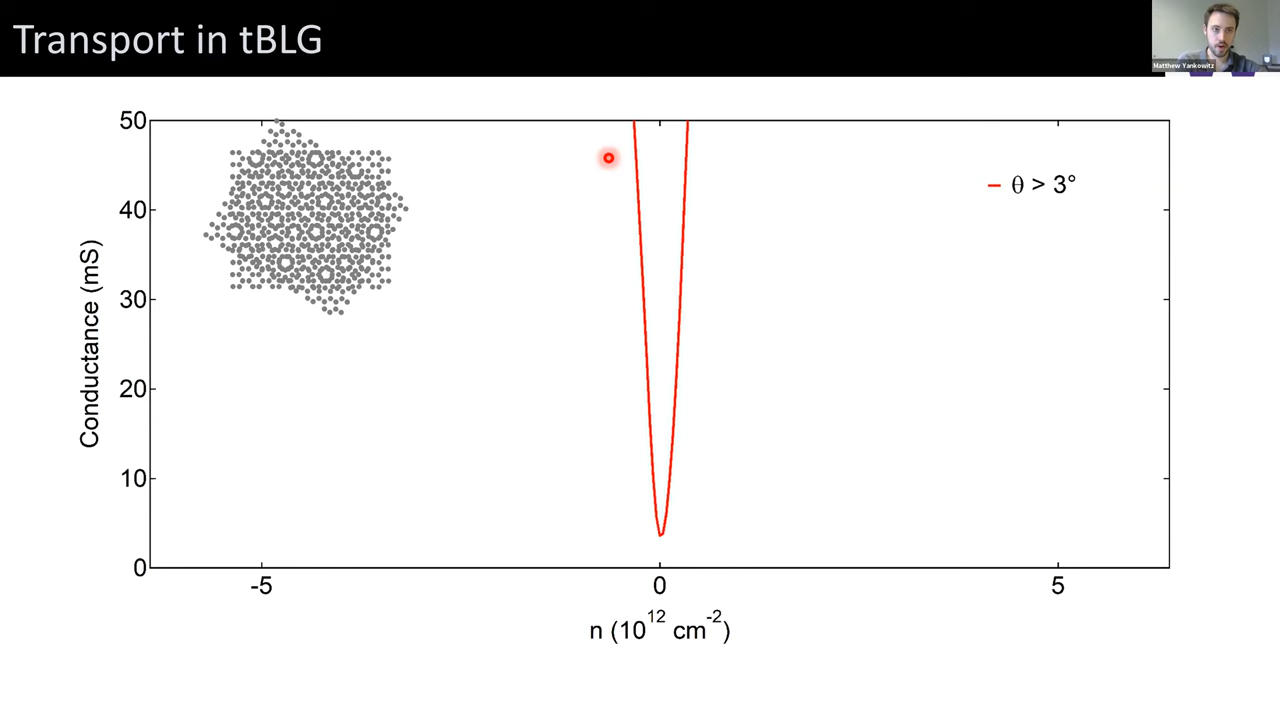 Transport in tBLG
Matthew Yankowitz
50
40
30
20
10
0
Conductance (mS)
θ > 3°
-5
0
5
n (10¹² cm⁻²)